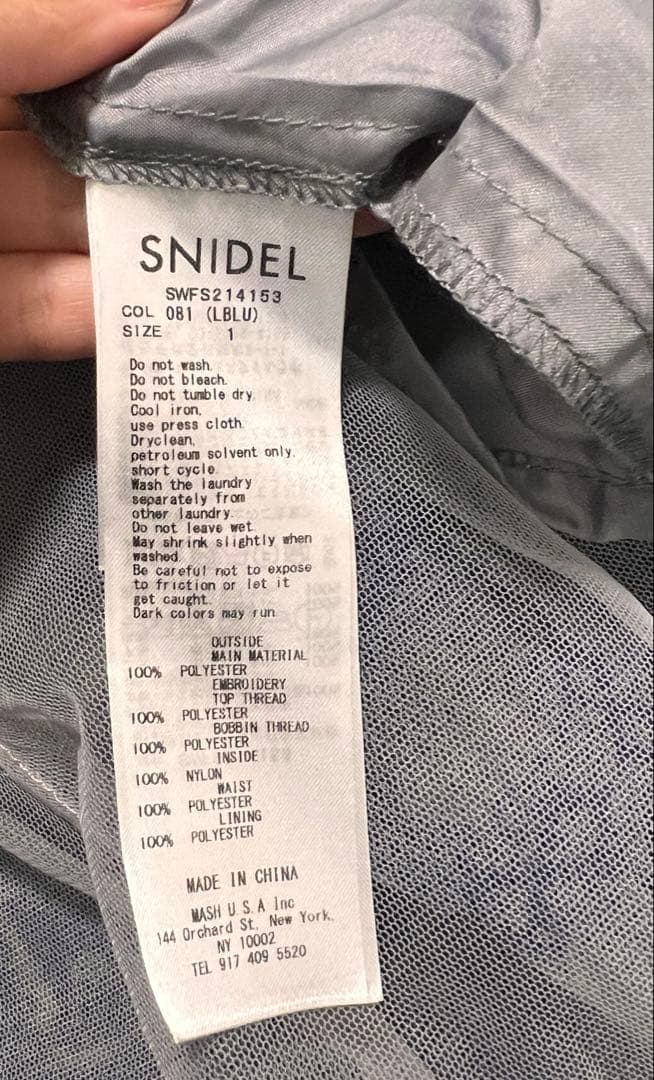 SNIDEL
SWFS214153
COL 081 (LBLU)
SIZE 1
Do not wash.
Do not bleach.
Do not tumble dry.
Cool iron,
use press cloth.
Dryclean,
petroleum solvent only,
short cycle.
Wash the laundry
separately from
other laundry.
Do not leave wet.
May shrink slightly when
washed.
Be careful not to expose
to friction or let it
get caught.
Dark colors may run.
OUTSIDE
MAIN MATERIAL
100% POLYESTER
EMBROIDERY
TOP THREAD
100% POLYESTER
BOBBIN THREAD
100% POLYESTER
INSIDE
100% NYLON
WAIST
100% POLYESTER
LINING
100% POLYESTER
MADE IN CHINA
MASH U.S.A Inc
144 Orchard St, New York,
NY 10002
TEL 917 409 5520